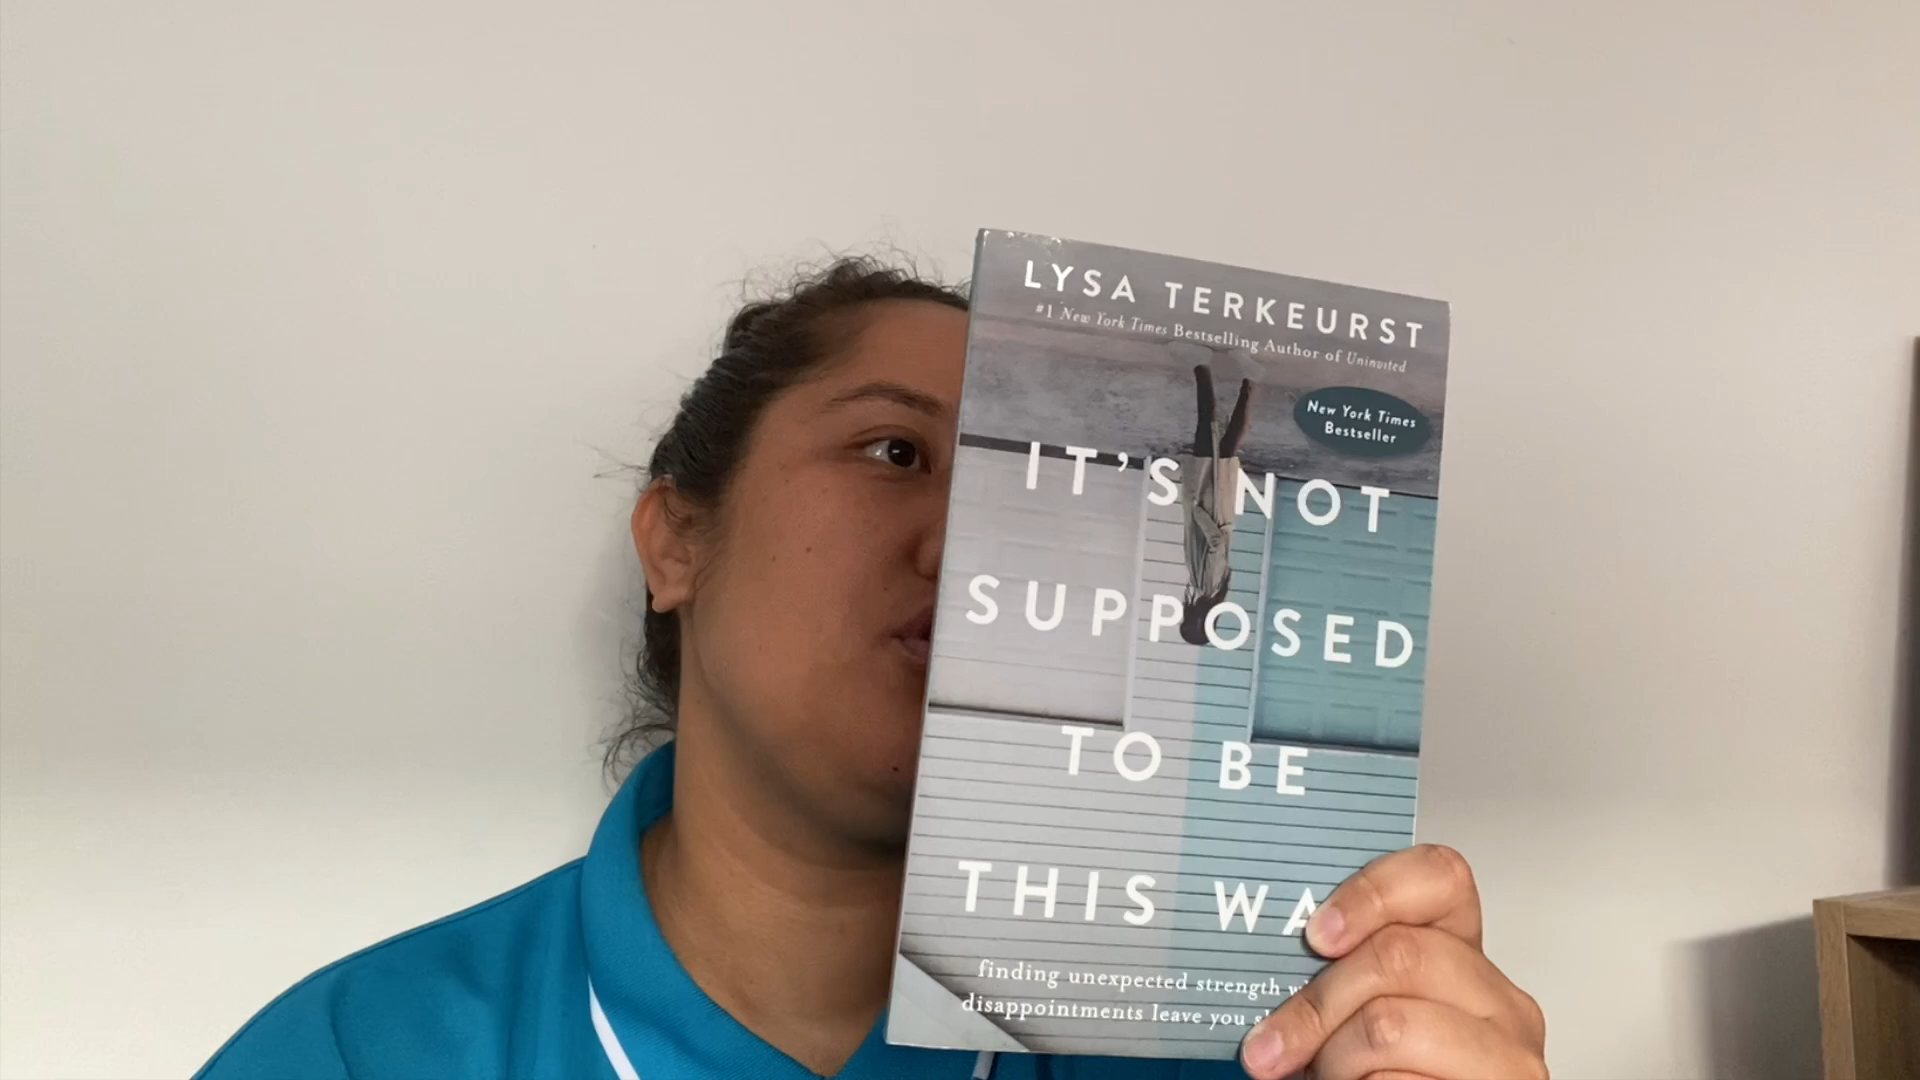 LYSA TERKEURST
#1 New York Times Bestselling Author of Uninvited
New York Times
Bestseller
IT'S NOT
SUPPOSED
TO BE
THIS WA
finding unexpected strength w
disappointments leave you